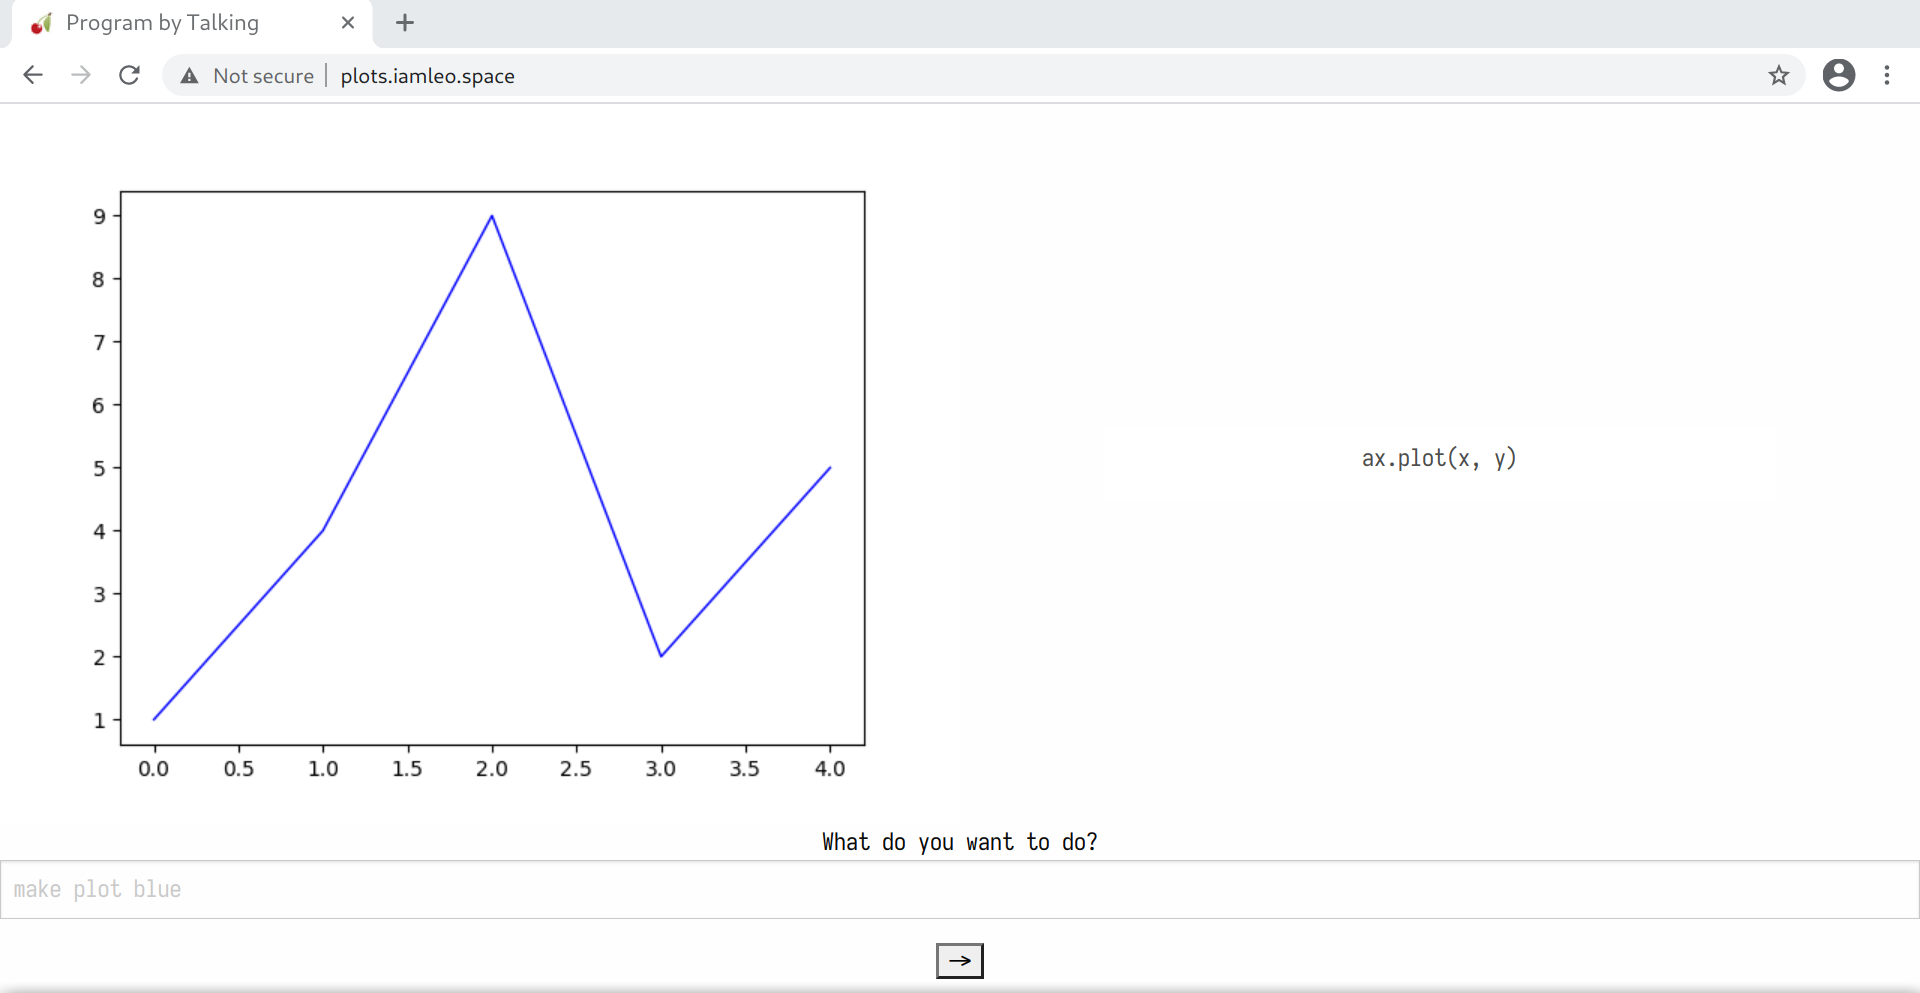 Program by Talking
Not secure plots.iamleo.space
9
8
7
6
5
4
3
2
1
0.0 0.5 1.0 1.5 2.0 2.5 3.0 3.5 4.0
ax.plot(x, y)
What do you want to do?
make plot blue
→